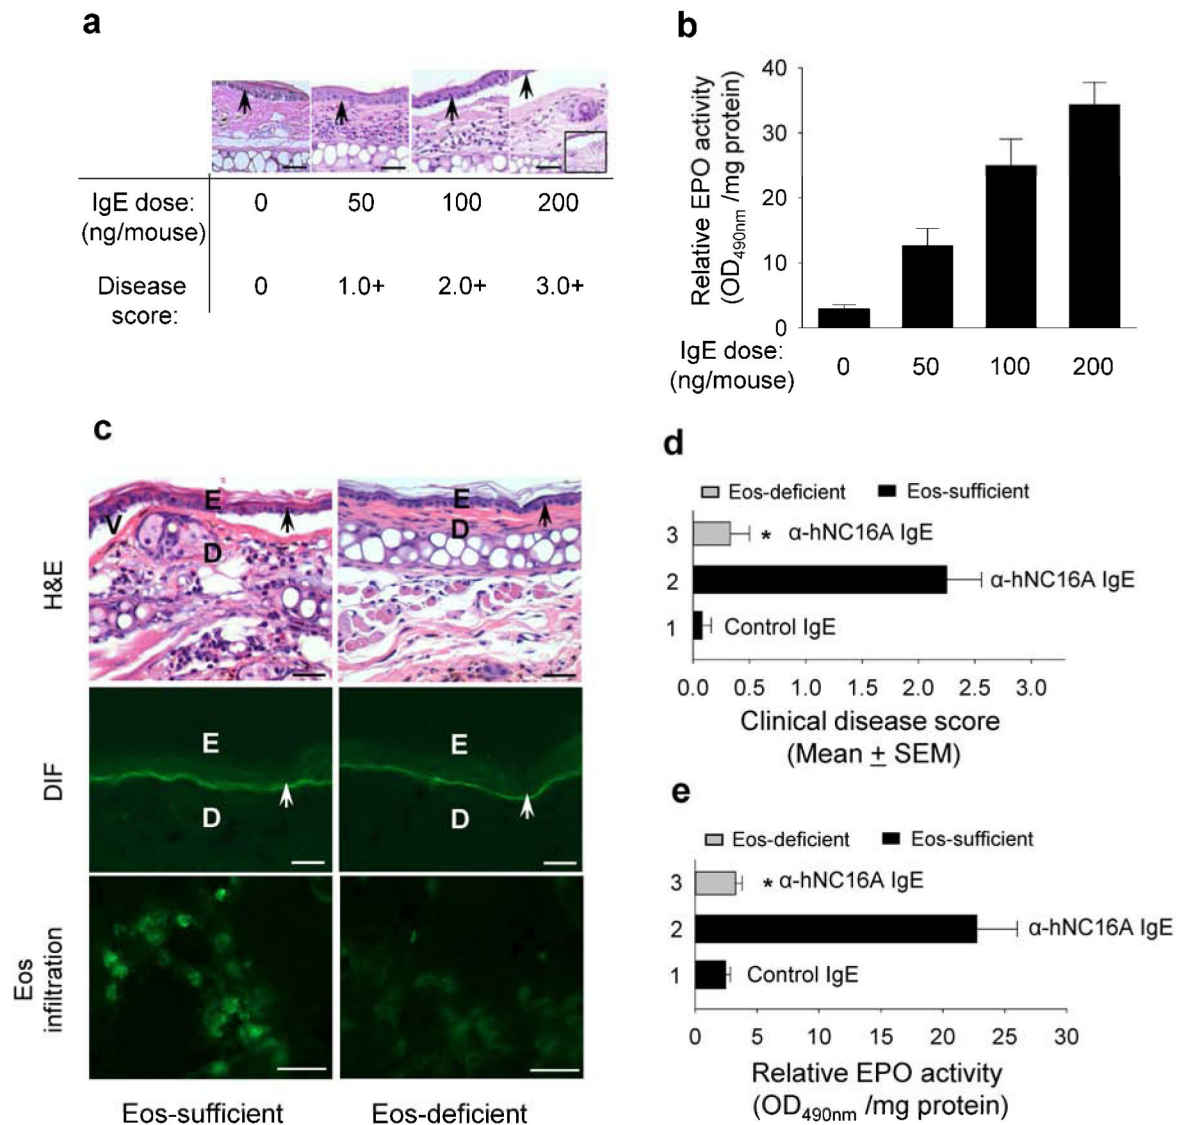 a
IgE dose: 0 50 100 200
(ng/mouse)
Disease 0 1.0+ 2.0+ 3.0+
score:
b
Relative EPO activity
(OD490nm /mg protein)
40
30
20
10
0
IgE dose:
(ng/mouse) 0 50 100 200
c
H&E
E
V
D
E
D
DIF
E
D
E
D
Eos
infiltration
Eos-sufficient Eos-deficient
d
Eos-deficient Eos-sufficient
3 * α-hNC16A IgE
2 α-hNC16A IgE
1 Control IgE
0.0 0.5 1.0 1.5 2.0 2.5 3.0
Clinical disease score
(Mean ± SEM)
e
Eos-deficient Eos-sufficient
3 * α-hNC16A IgE
2 α-hNC16A IgE
1 Control IgE
0 5 10 15 20 25 30
Relative EPO activity
(OD490nm /mg protein)